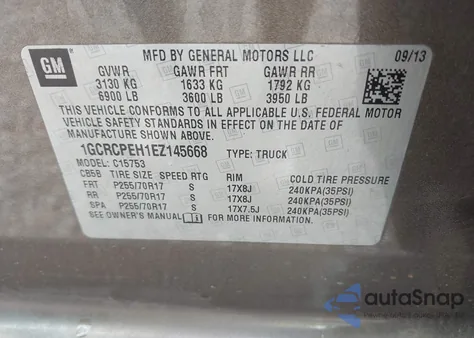 GM
MFD BY GENERAL MOTORS LLC 09/13
GVWR GAWR FRT GAWR RR
3130 KG 1633 KG 1792 KG
6900 LB 3600 LB 3950 LB
THIS VEHICLE CONFORMS TO ALL APPLICABLE U.S. FEDERAL MOTOR
VEHICLE SAFETY STANDARDS IN EFFECT ON THE DATE OF
MANUFACTURE SHOWN ABOVE.
1GCRCPEH1EZ145668 TYPE: TRUCK
MODEL: C15753
CB5B TIRE SIZE SPEED RTG RIM COLD TIRE PRESSURE
FRT P255/70R17 S 17X8J 240KPA(35PSI)
RR P255/70R17 S 17X8J 240KPA(35PSI)
SPA P255/70R17 S 17X7.5J 240KPA(35PSI)
SEE OWNER'S MANUAL
autoSnap